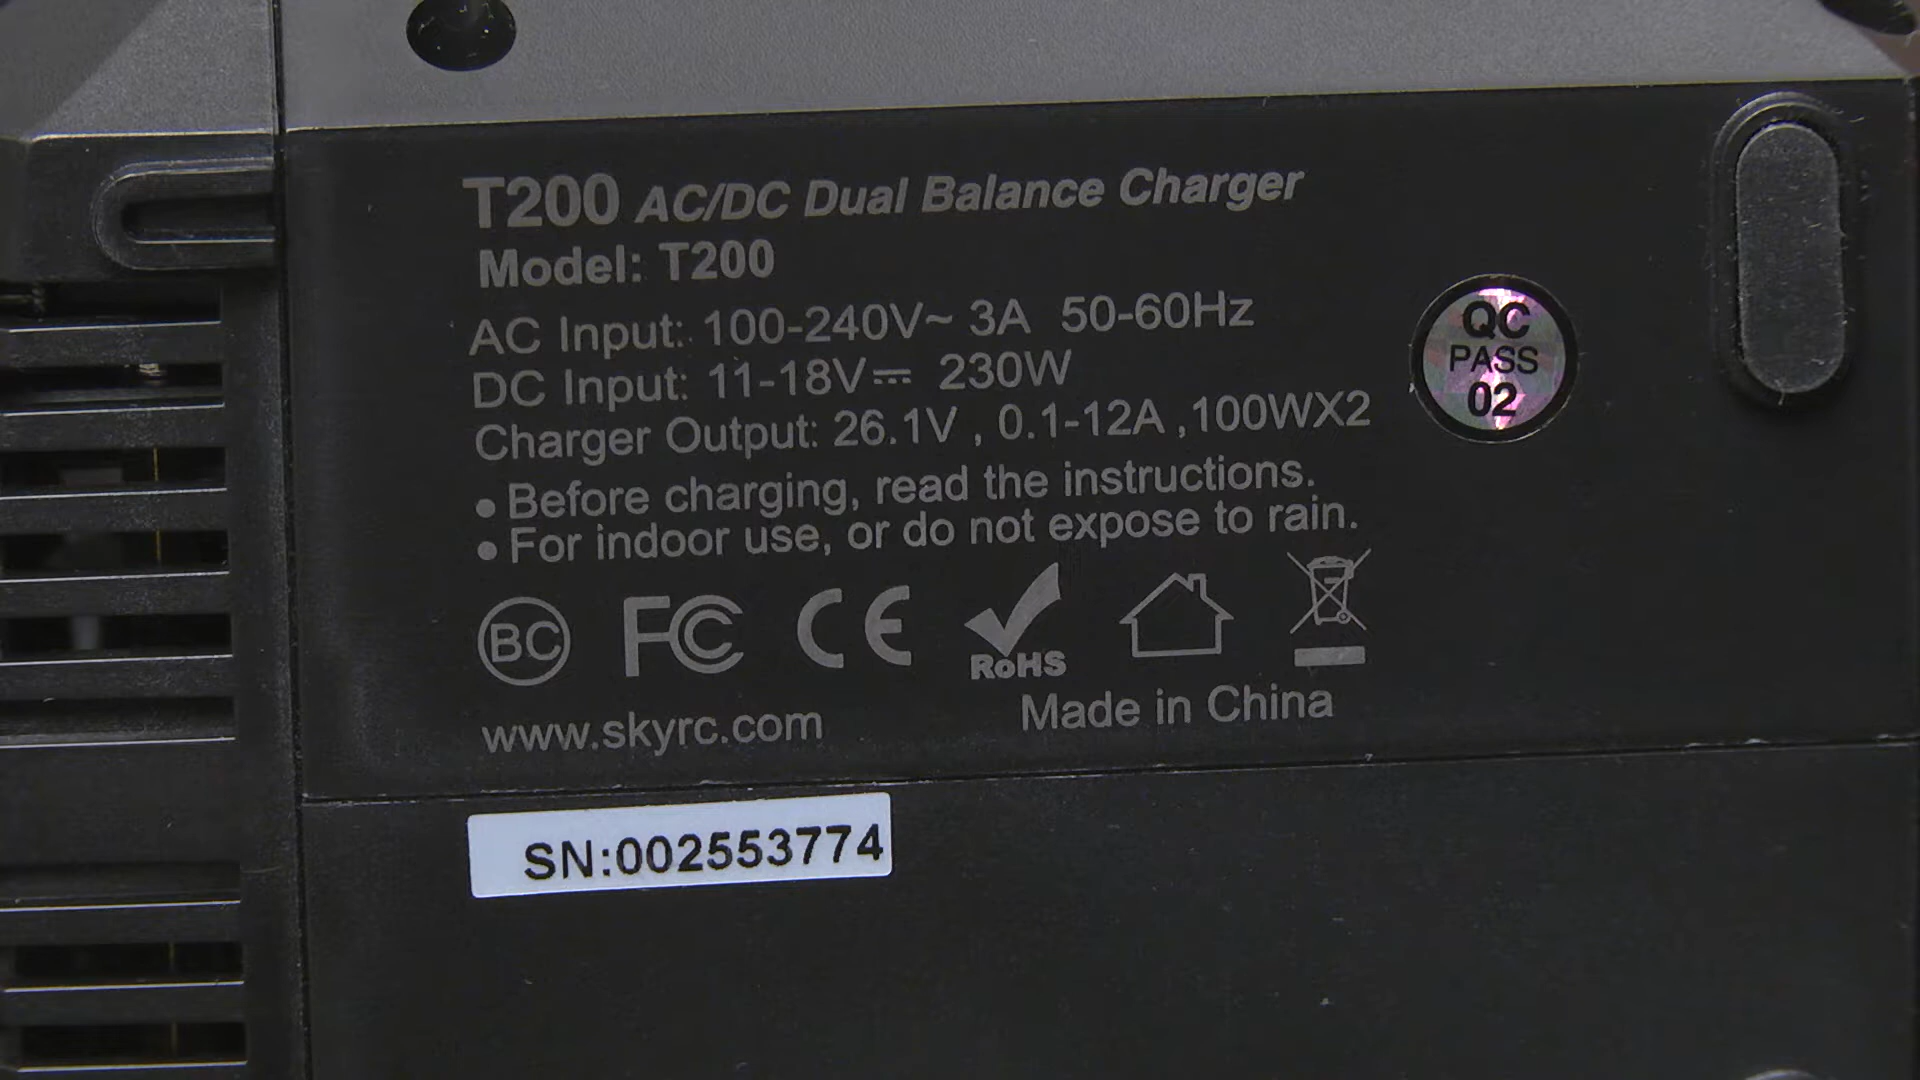 T200 AC/DC Dual Balance Charger
Model: T200
AC Input: 100-240V~ 3A 50-60Hz
DC Input: 11-18V⎓ 230W
Charger Output: 26.1V , 0.1-12A ,100WX2
• Before charging, read the instructions.
• For indoor use, or do not expose to rain.
QC
PASS
02
BC FC CE RoHS
www.skyrc.com
Made in China
SN:002553774